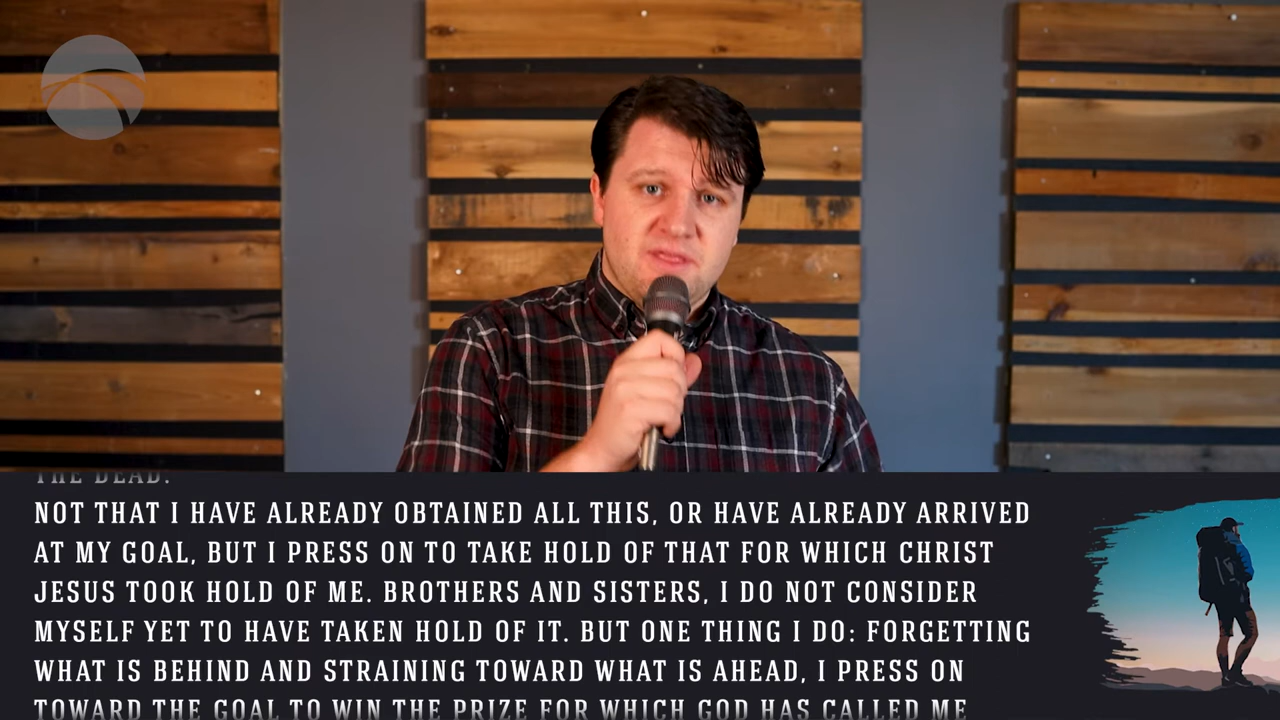 THE DEAD.
NOT THAT I HAVE ALREADY OBTAINED ALL THIS, OR HAVE ALREADY ARRIVED
AT MY GOAL, BUT I PRESS ON TO TAKE HOLD OF THAT FOR WHICH CHRIST
JESUS TOOK HOLD OF ME. BROTHERS AND SISTERS, I DO NOT CONSIDER
MYSELF YET TO HAVE TAKEN HOLD OF IT. BUT ONE THING I DO: FORGETTING
WHAT IS BEHIND AND STRAINING TOWARD WHAT IS AHEAD, I PRESS ON
TOWARD THE GOAL TO WIN THE PRIZE FOR WHICH GOD HAS CALLED ME